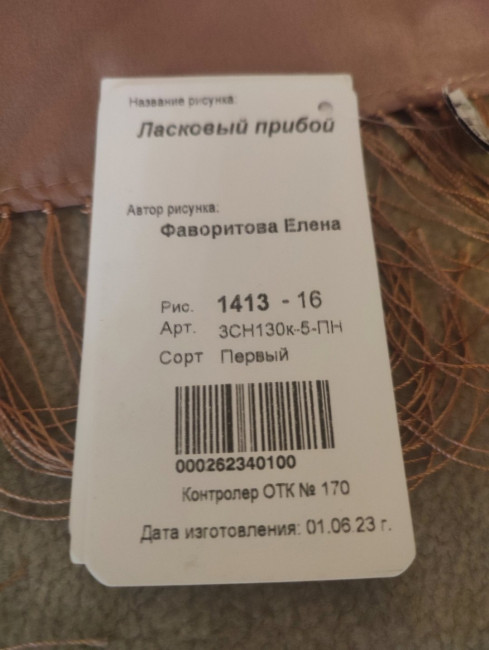 Название рисунка:
Ласковый прибой
Автор рисунка:
Фаворитова Елена
Рис. 1413 - 16
Арт. 3СН130к-5-ПН
Сорт Первый
000262340100
Контролер ОТК № 170
Дата изготовления: 01.06.23 г.